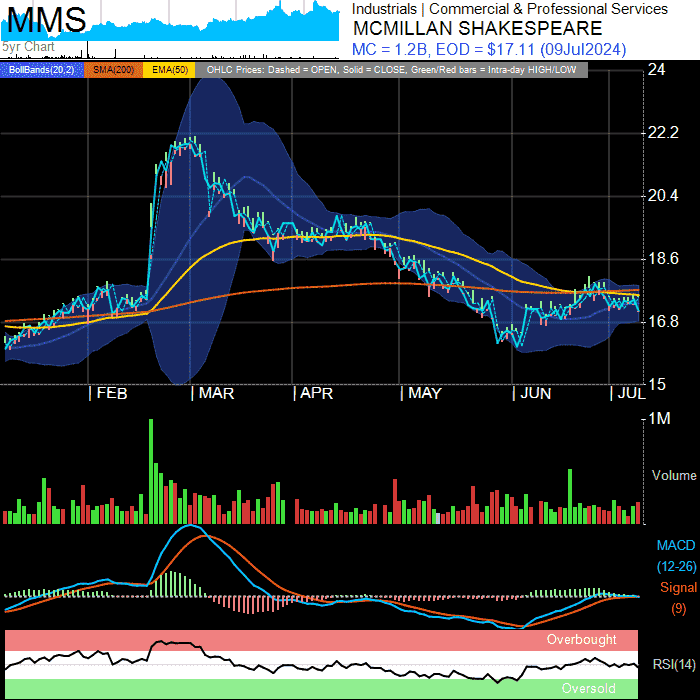 MMS
Industrials | Commercial & Professional Services
MCMILLAN SHAKESPEARE
5yr Chart
MC = 1.2B, EOD = $17.11 (09Jul2024)
BollBands(20,2) SMA(200) EMA(50) OHLC Prices: Dashed = OPEN, Solid = CLOSE, Green/Red bars = Intra-day HIGH/LOW
24
22.2
20.4
18.6
16.8
15
| FEB | MAR | APR | MAY | JUN | JUL
1M
Volume
MACD
(12-26)
Signal
(9)
Overbought
RSI(14)
Oversold